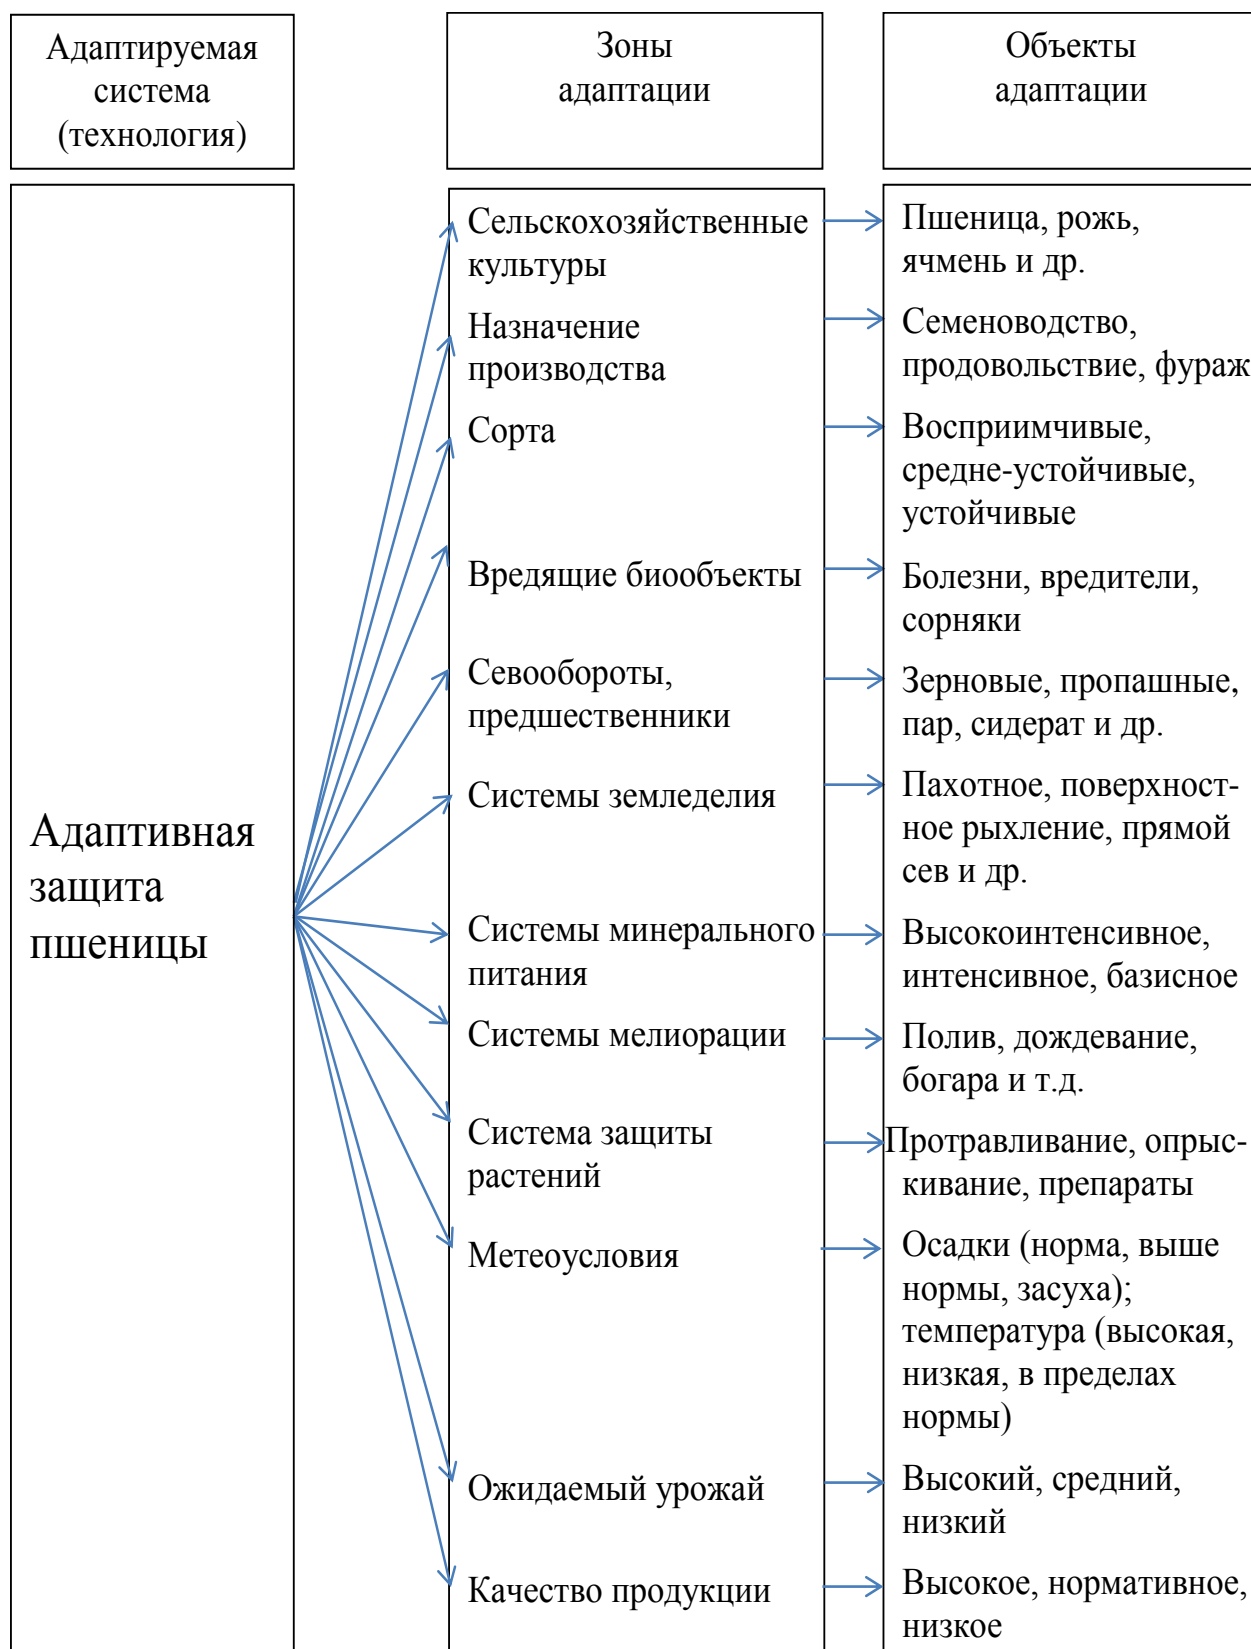 Адаптируемая
система
(технология)
Зоны
адаптации
Объекты
адаптации
Адаптивная
защита
пшеницы
Сельскохозяйственные
культуры
Пшеница, рожь,
ячмень и др.
Назначение
производства
Семеноводство,
продовольствие, фураж
Сорта
Восприимчивые,
средне-устойчивые,
устойчивые
Вредящие биообъекты
Болезни, вредители,
сорняки
Севообороты,
предшественники
Зерновые, пропашные,
пар, сидерат и др.
Системы земледелия
Пахотное, поверхност-
ное рыхление, прямой
сев и др.
Системы минерального
питания
Высокоинтенсивное,
интенсивное, базисное
Системы мелиорации
Полив, дождевание,
богара и т.д.
Система защиты
растений
Протравливание, опрыс-
кивание, препараты
Метеоусловия
Осадки (норма, выше
нормы, засуха);
температура (высокая,
низкая, в пределах
нормы)
Ожидаемый урожай
Высокий, средний,
низкий
Качество продукции
Высокое, нормативное,
низкое